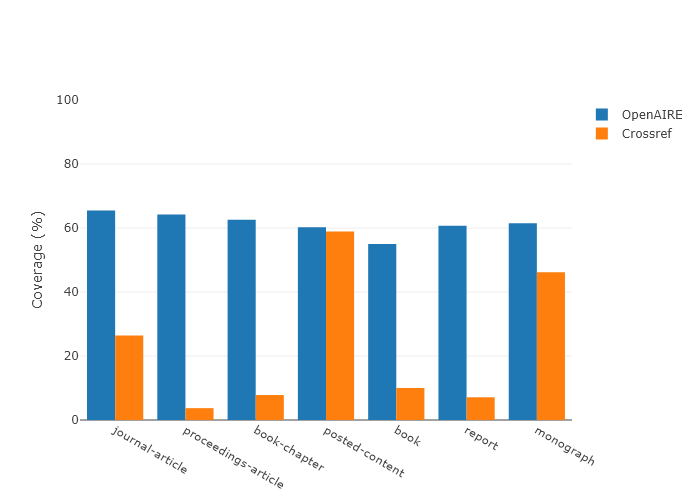 100
80
60
40
20
0
Coverage (%)
journal-article
proceedings-article
book-chapter
posted-content
book
report
monograph
OpenAIRE
Crossref